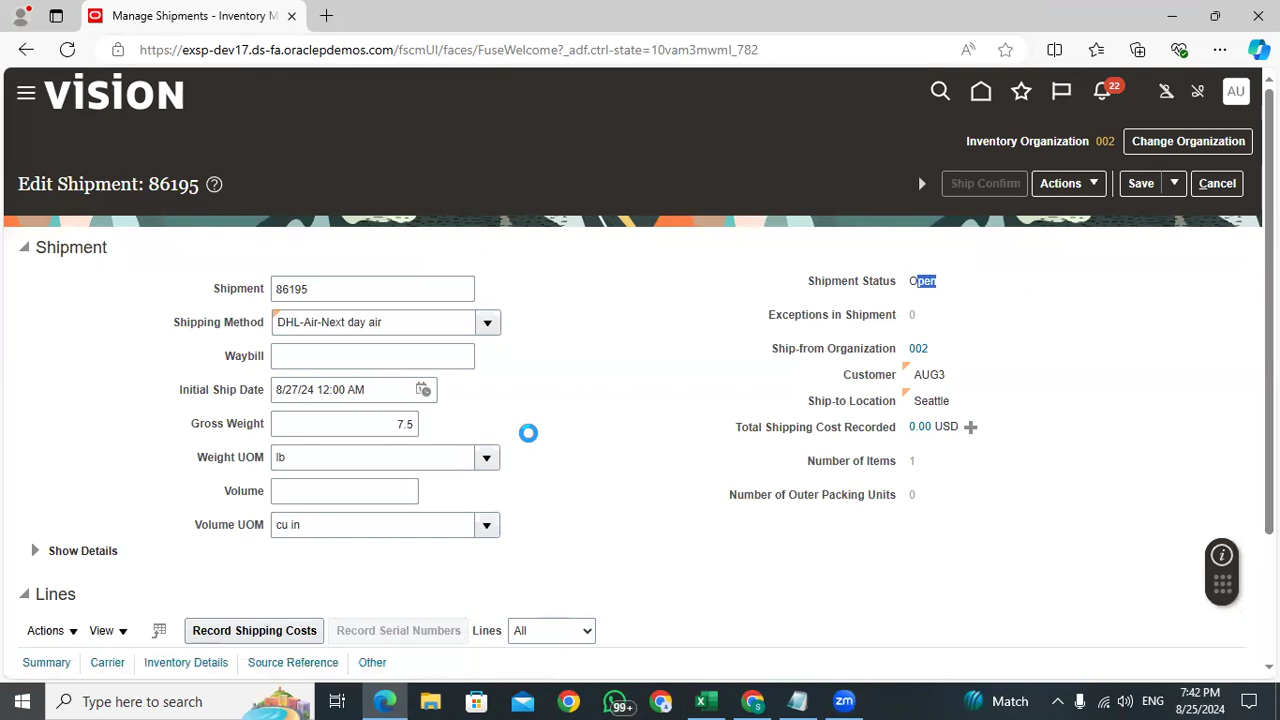 Manage Shipments - Inventory M
https://exsp-dev17.ds-fa.oraclepdemos.com/fscmUI/faces/FuseWelcome?_adf.ctrl-state=10vam3mwml_782
VISION
22
AU
Inventory Organization 002 Change Organization
Edit Shipment: 86195
Ship Confirm Actions Save Cancel
Shipment
Shipment 86195
Shipping Method DHL-Air-Next day air
Waybill
Initial Ship Date 8/27/24 12:00 AM
Gross Weight 7.5
Weight UOM lb
Volume
Volume UOM cu in
Shipment Status Open
Exceptions in Shipment 0
Ship-from Organization 002
Customer AUG3
Ship-to Location Seattle
Total Shipping Cost Recorded 0.00 USD
Number of Items 1
Number of Outer Packing Units 0
Show Details
Lines
Actions View Record Shipping Costs Record Serial Numbers Lines All
Summary Carrier Inventory Details Source Reference Other
Type here to search
99+
zm
Match
ENG
7:42 PM
8/25/2024